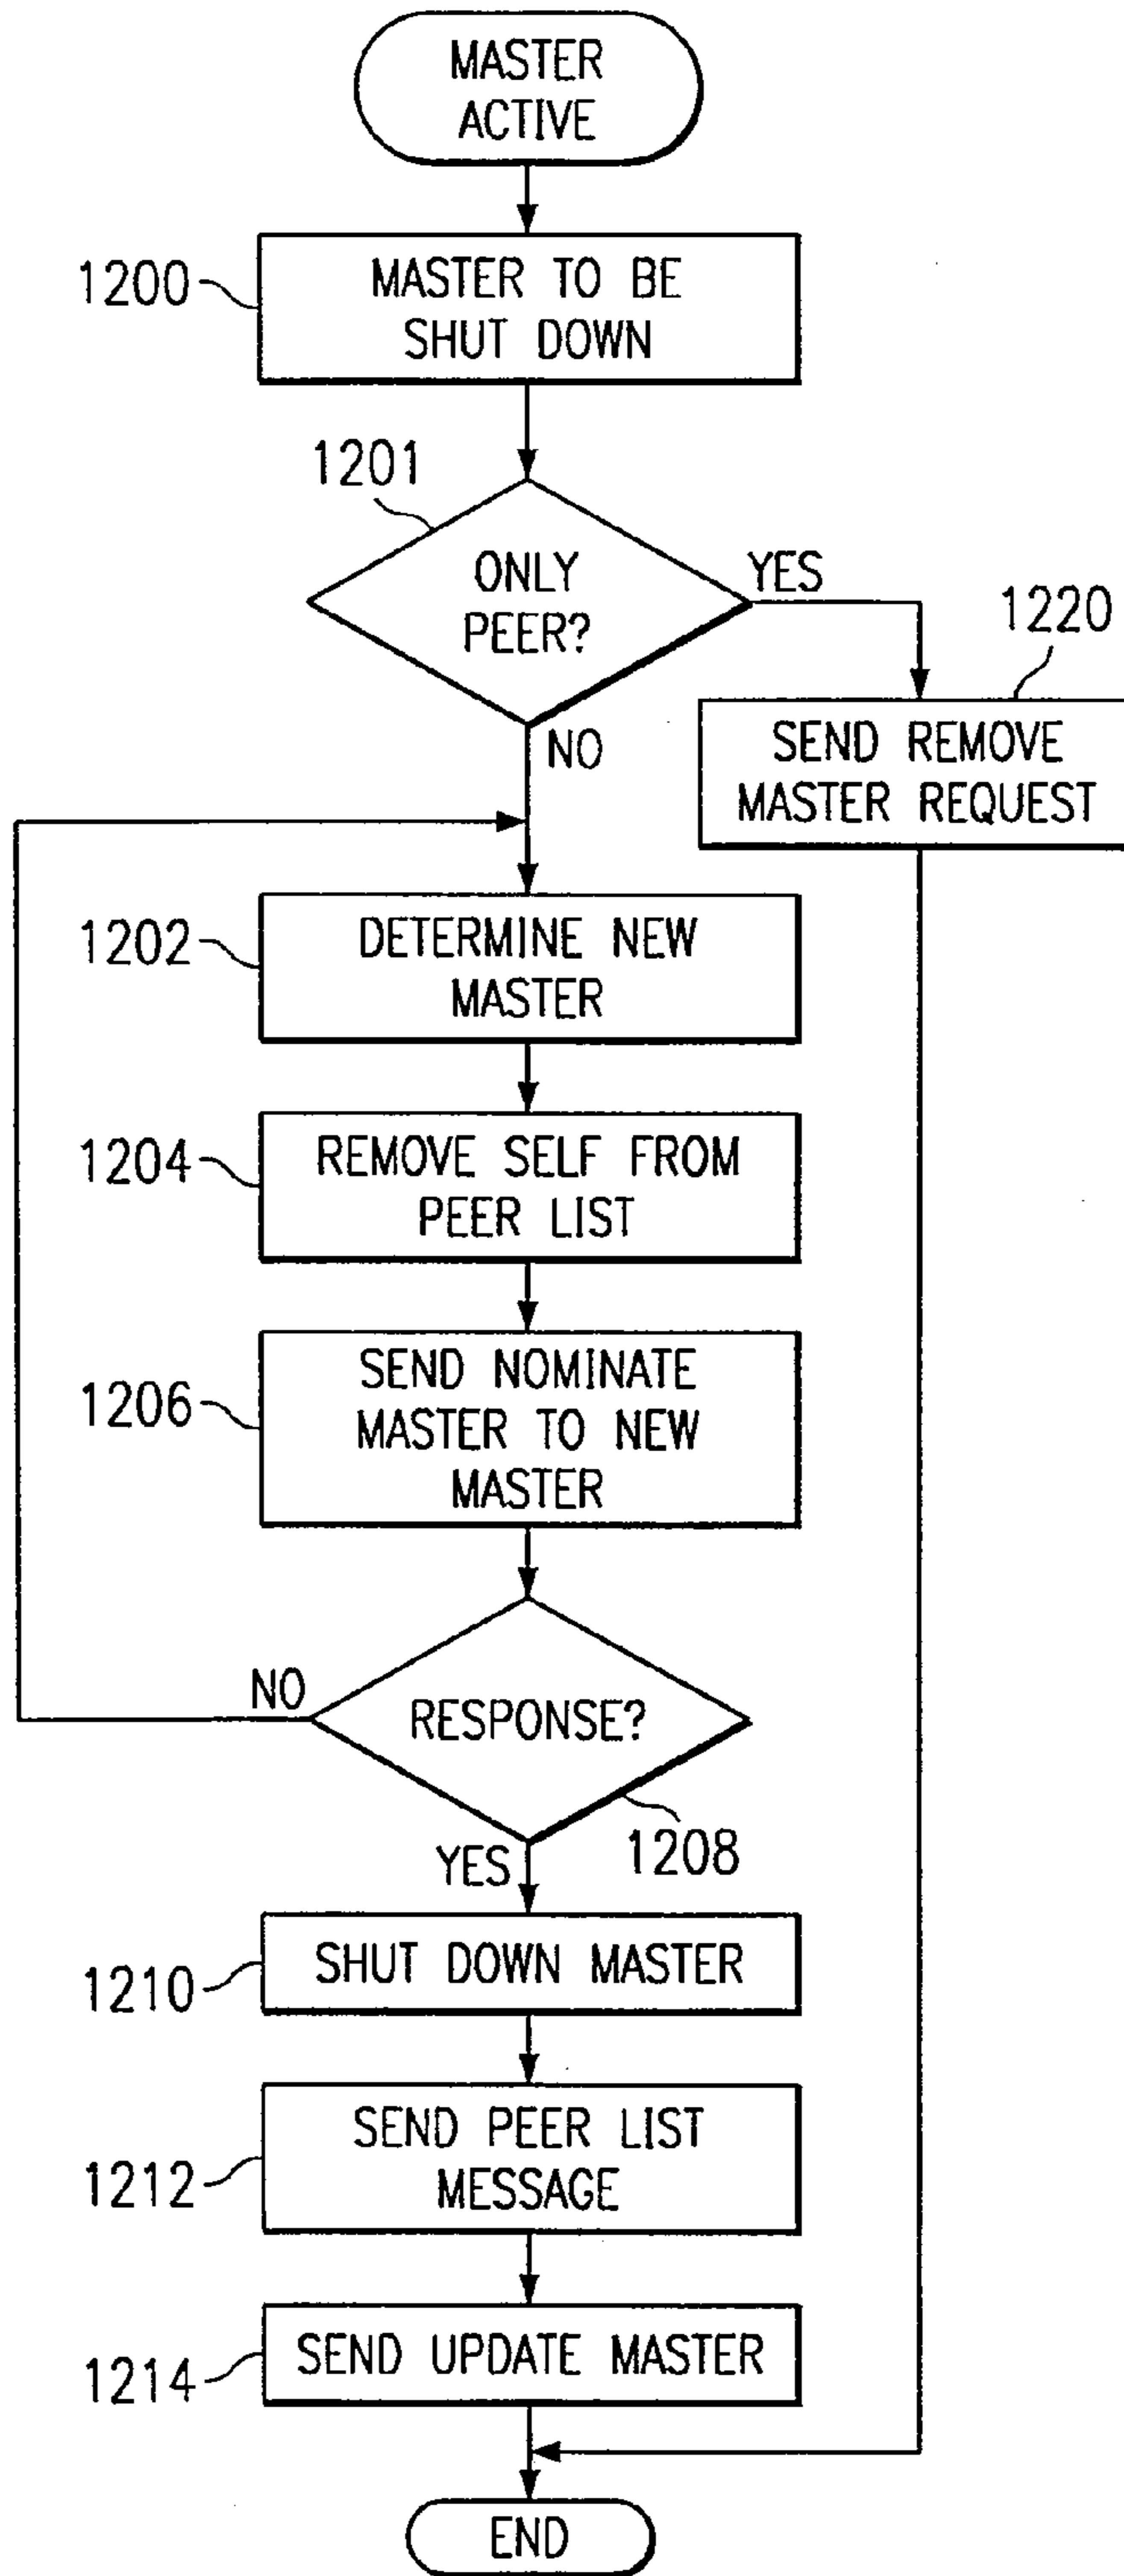 MASTER
ACTIVE
1200
MASTER TO BE
SHUT DOWN
1201
ONLY
PEER?
YES
1220
NO
SEND REMOVE
MASTER REQUEST
1202
DETERMINE NEW
MASTER
1204
REMOVE SELF FROM
PEER LIST
1206
SEND NOMINATE
MASTER TO NEW
MASTER
NO
RESPONSE?
1208
YES
1210
SHUT DOWN MASTER
1212
SEND PEER LIST
MESSAGE
1214
SEND UPDATE MASTER
END